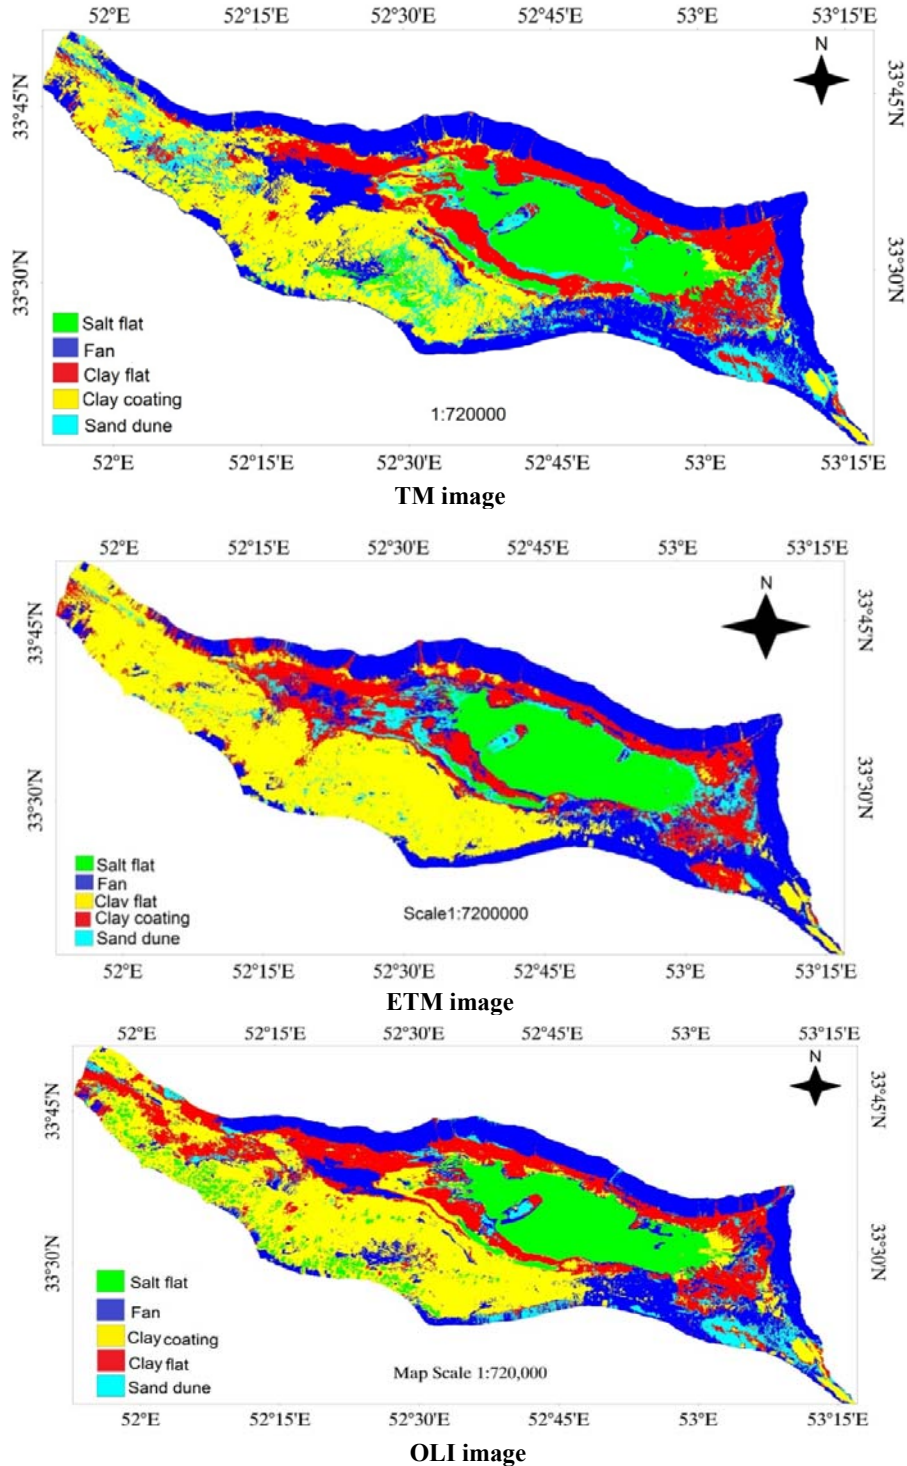 52°E 52°15'E 52°30'E 52°45'E 53°E 53°15'E
N
33°45'N
33°45'N
33°30'N
33°30'N
Salt flat
Fan
Clay flat
Clay coating
Sand dune
1:720000
52°E 52°15'E 52°30'E 52°45'E 53°E 53°15'E
TM image
52°E 52°15'E 52°30'E 52°45'E 53°E 53°15'E
N
33°45'N
33°45'N
33°30'N
33°30'N
Salt flat
Fan
Clav flat
Clay coating
Sand dune
Scale1:7200000
52°E 52°15'E 52°30'E 52°45'E 53°E 53°15'E
ETM image
52°E 52°15'E 52°30'E 52°45'E 53°E 53°15'E
N
33°45'N
33°45'N
33°30'N
33°30'N
Salt flat
Fan
Clay coating
Clay flat
Sand dune
Map Scale 1:720,000
52°E 52°15'E 52°30'E 52°45'E 53°E 53°15'E
OLI image